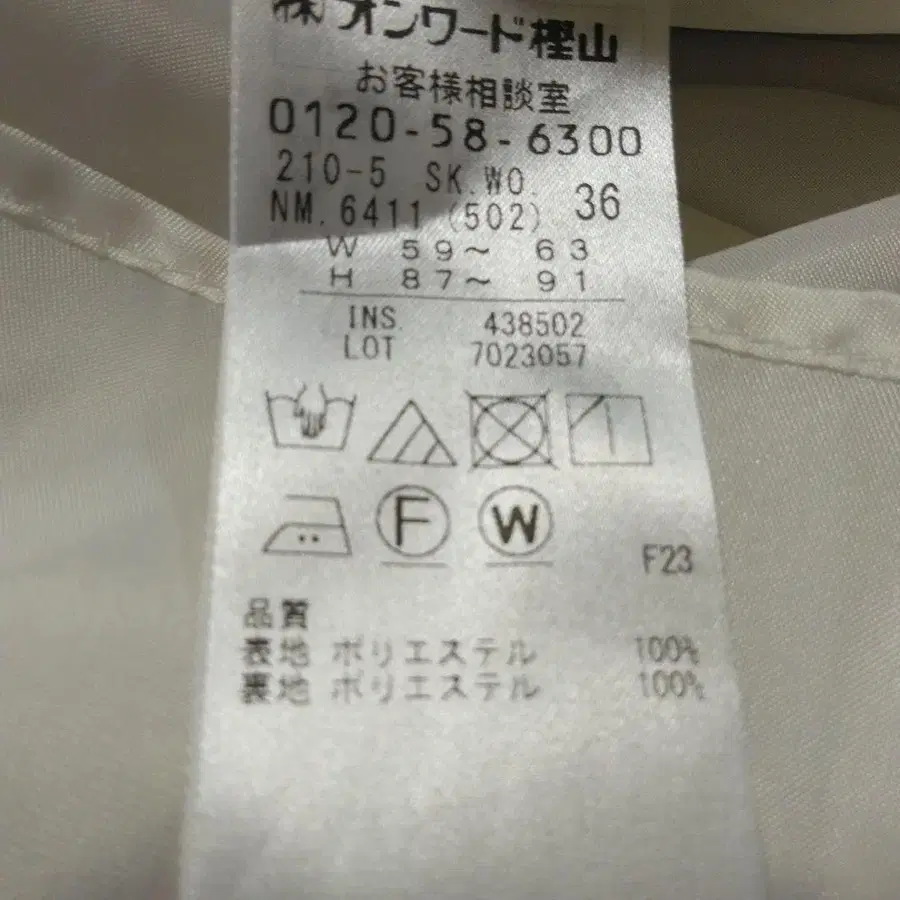 (株)オンワード樫山
お客様相談室
0120-58-6300
210-5 SK.WO. 36
NM.6411 (502)
W 59～ 63
H 87～ 91
INS. 438502
LOT 7023057
F
W
F23
品質
表地 ポリエステル 100%
裏地 ポリエステル 100%